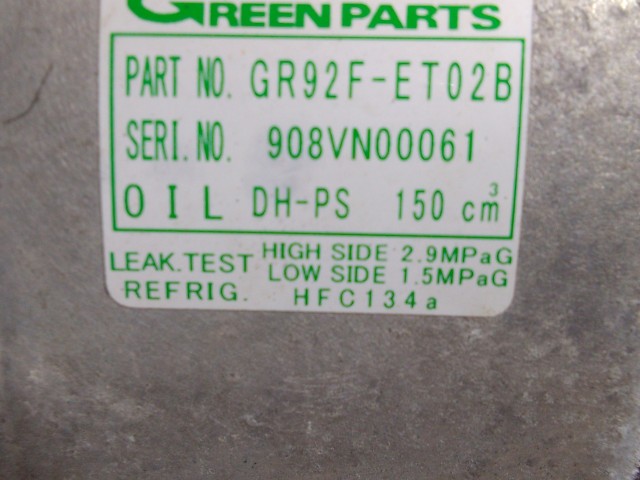 GREEN PARTS
PART NO. GR92F-ET02B
SERI.NO. 908VN00061
OIL DH-PS 150 cm³
LEAK.TEST HIGH SIDE 2.9MPaG
LOW SIDE 1.5MPaG
REFRIG. HFC134a